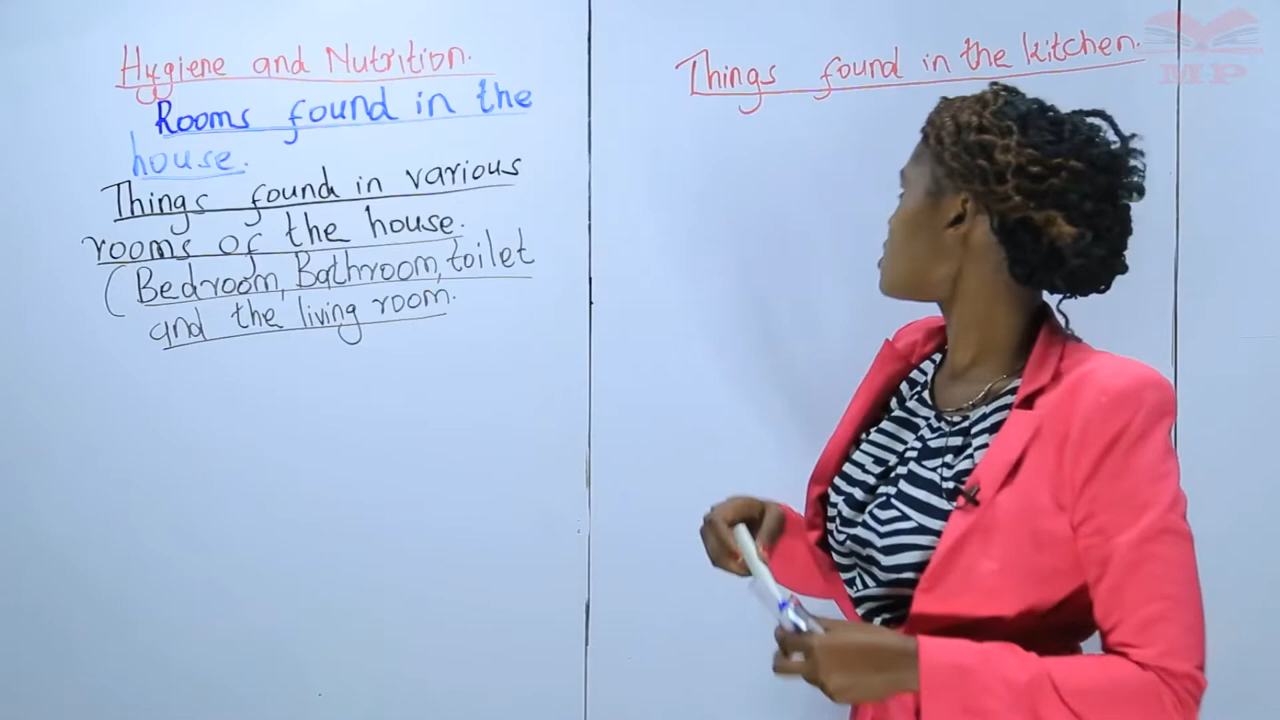 Hygiene and Nutrition.
Rooms found in the
house.
Things found in various
rooms of the house.
(Bedroom, Bathroom, toilet
and the living room.
Things found in the kitchen.
MP